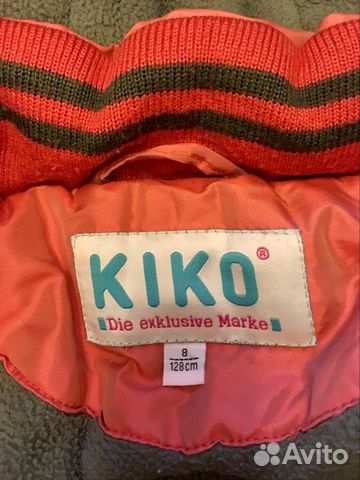 KIKO®
Die exklusive Marke
8
128cm
Avito